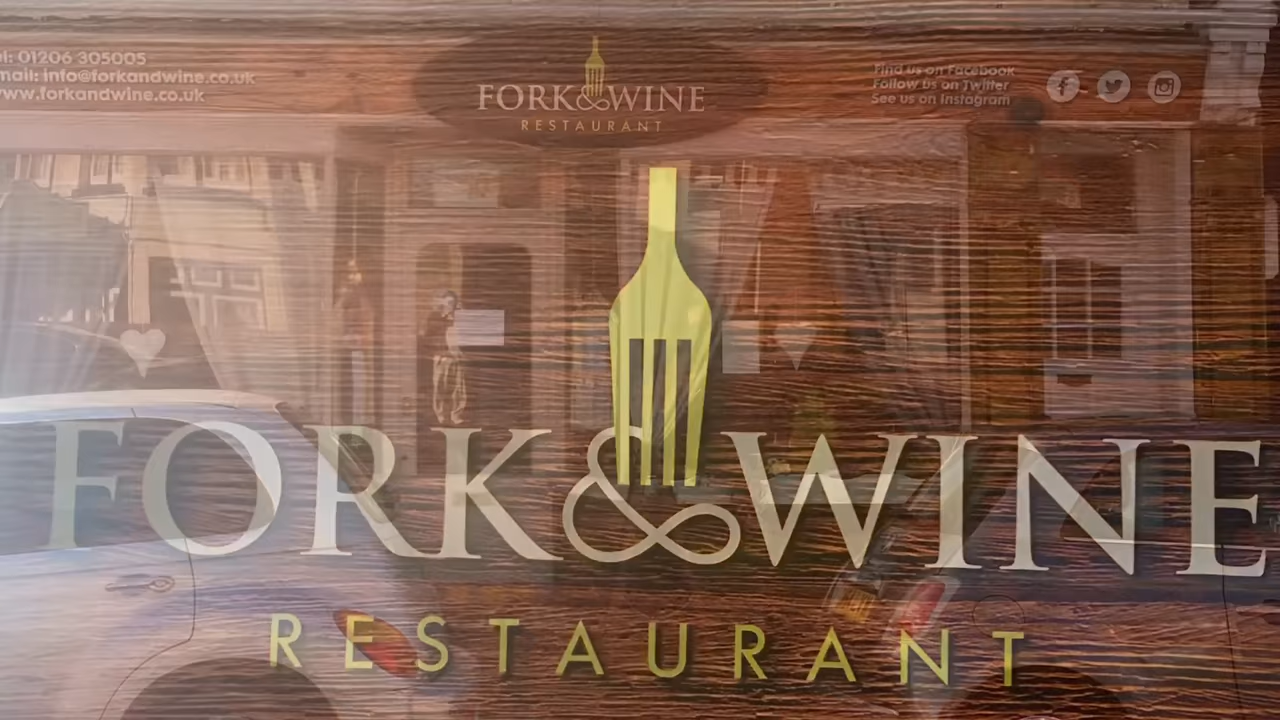 el: 01206 305005
mail: info@forkandwine.co.uk
www.forkandwine.co.uk
FORK&WINE
RESTAURANT
Find us on Facebook
Follow us on Twitter
See us on Instagram
FORK&WINE
RESTAURANT